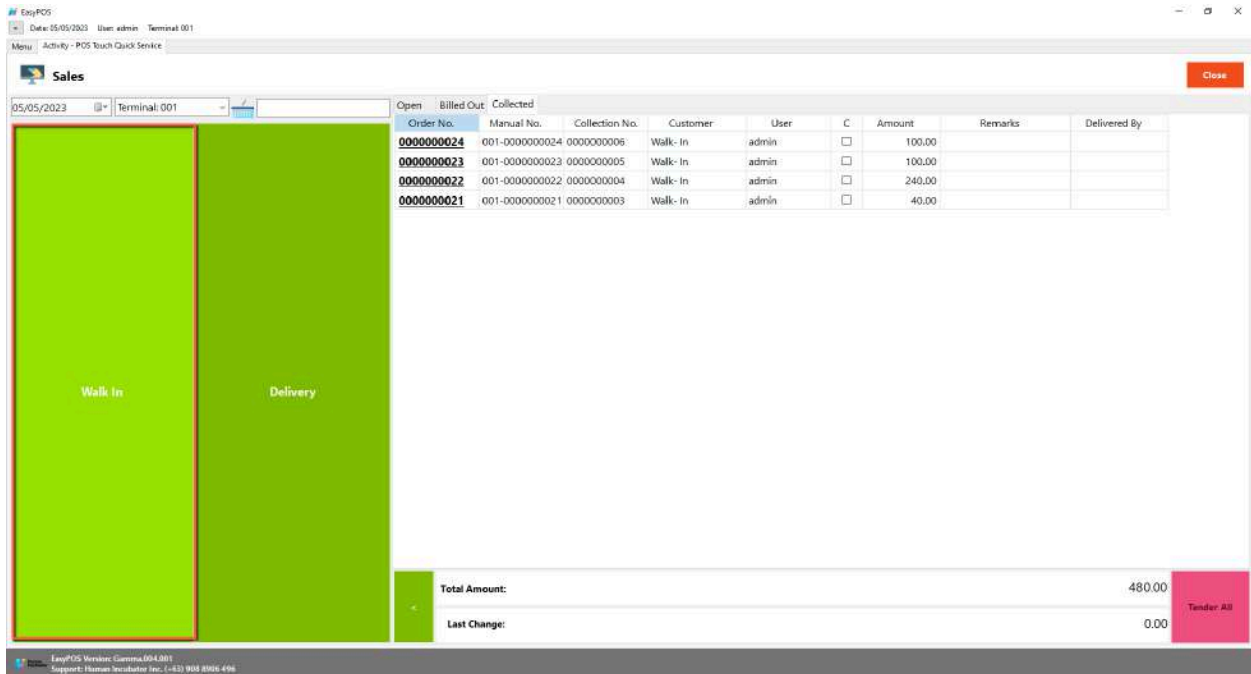 EasyPOS
Date: 05/05/2023 User: admin Terminal: 001
Menu Activity - POS Touch Quick Service
Sales
Close
05/05/2023 Terminal: 001
Open Billed Out Collected
Order No. Manual No. Collection No. Customer User C Amount Remarks Delivered By
0000000024 001-0000000024 0000000006 Walk- In admin 100.00
0000000023 001-0000000023 0000000005 Walk- In admin 100.00
0000000022 001-0000000022 0000000004 Walk- In admin 240.00
0000000021 001-0000000021 0000000003 Walk- In admin 40.00
Walk In
Delivery
<
Total Amount: 480.00
Tender All
Last Change: 0.00
EasyPOS Version: Gamma.004.001
Support: Human Incubator Inc. (+63) 908 8906 496